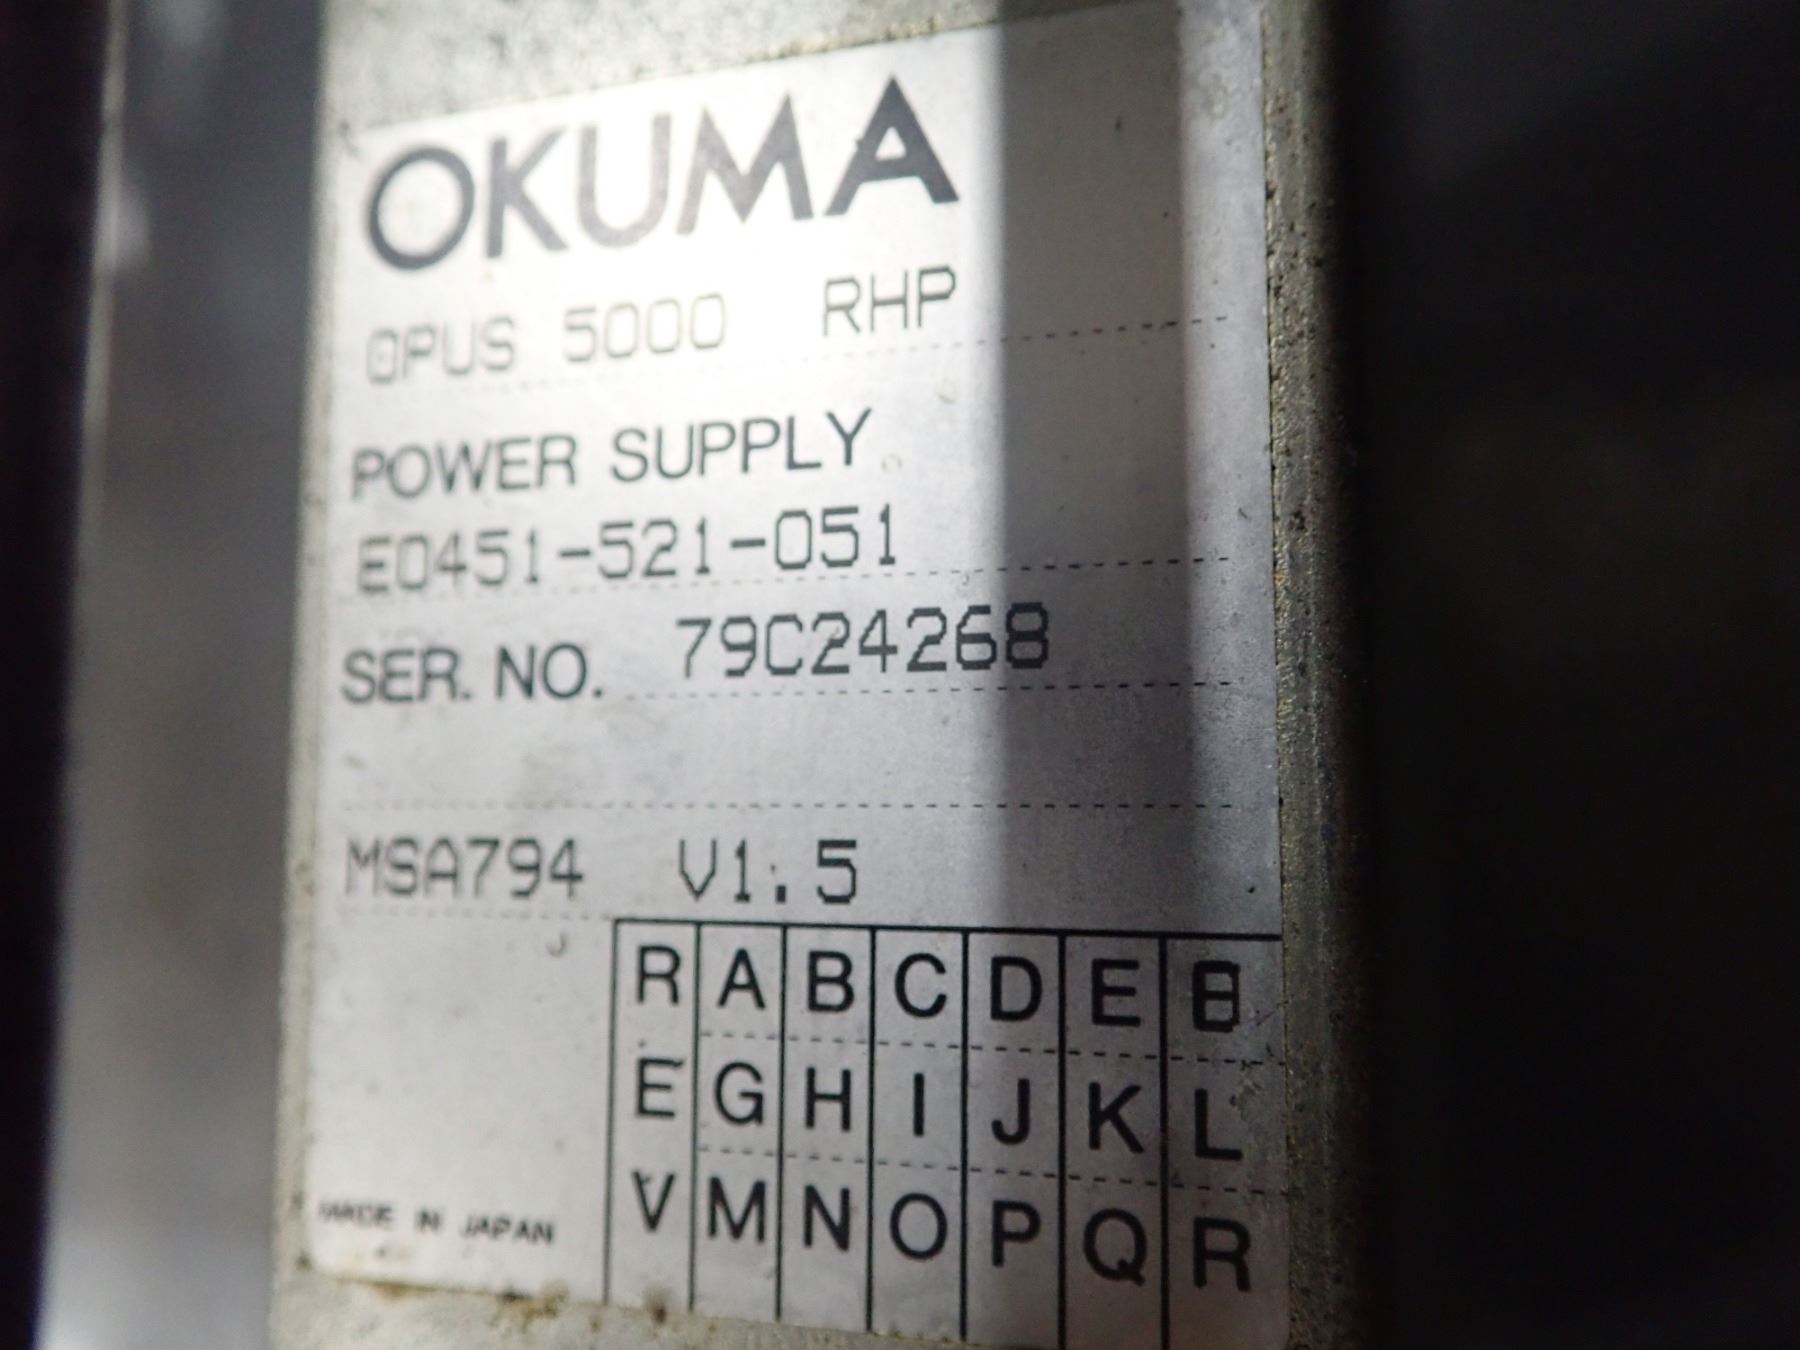 OKUMA
OPUS 5000 RHP
POWER SUPPLY
E0451-521-051
SER. NO. 79C24268
MSA794 V1.5
R A B C D E
E G H I J K L
V M N O P Q R
MADE IN JAPAN